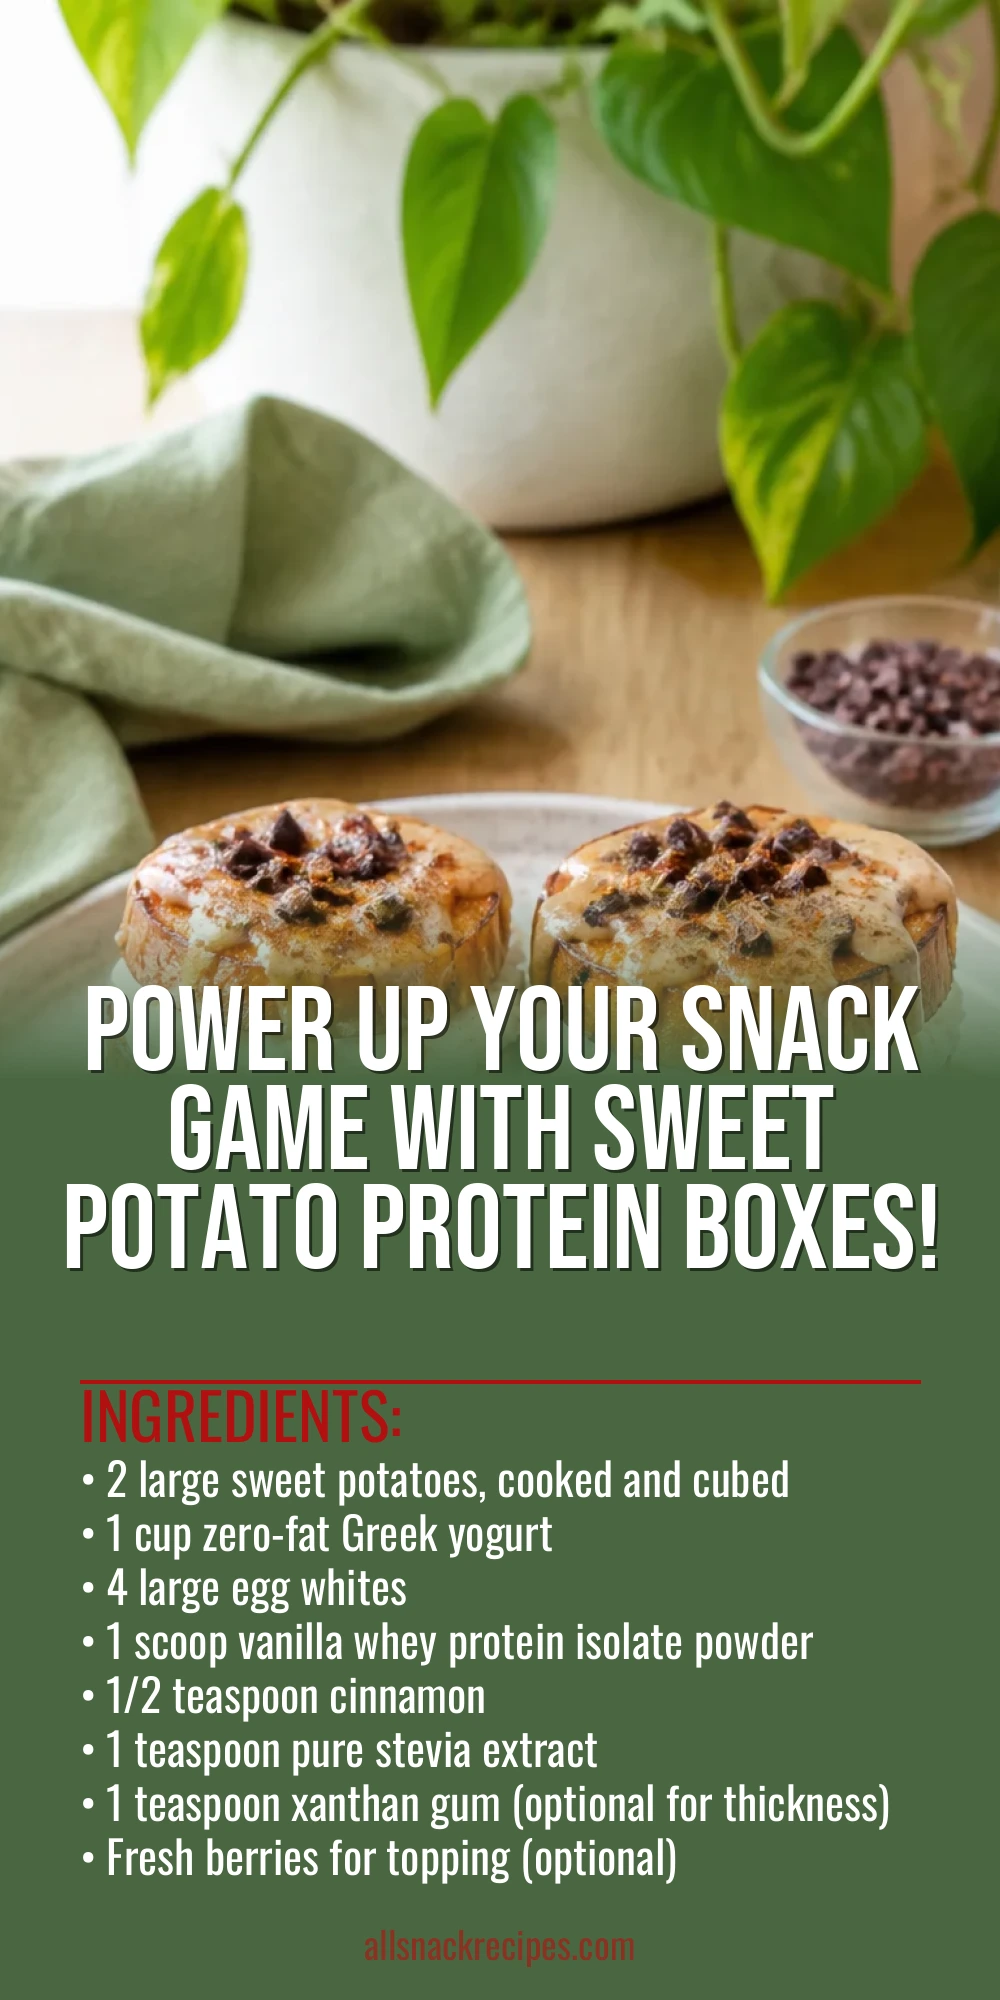 POWER UP YOUR SNACK
GAME WITH SWEET
POTATO PROTEIN BOXES!
INGREDIENTS:
• 2 large sweet potatoes, cooked and cubed
• 1 cup zero-fat Greek yogurt
• 4 large egg whites
• 1 scoop vanilla whey protein isolate powder
• 1/2 teaspoon cinnamon
• 1 teaspoon pure stevia extract
• 1 teaspoon xanthan gum (optional for thickness)
• Fresh berries for topping (optional)
allsnackrecipes.com